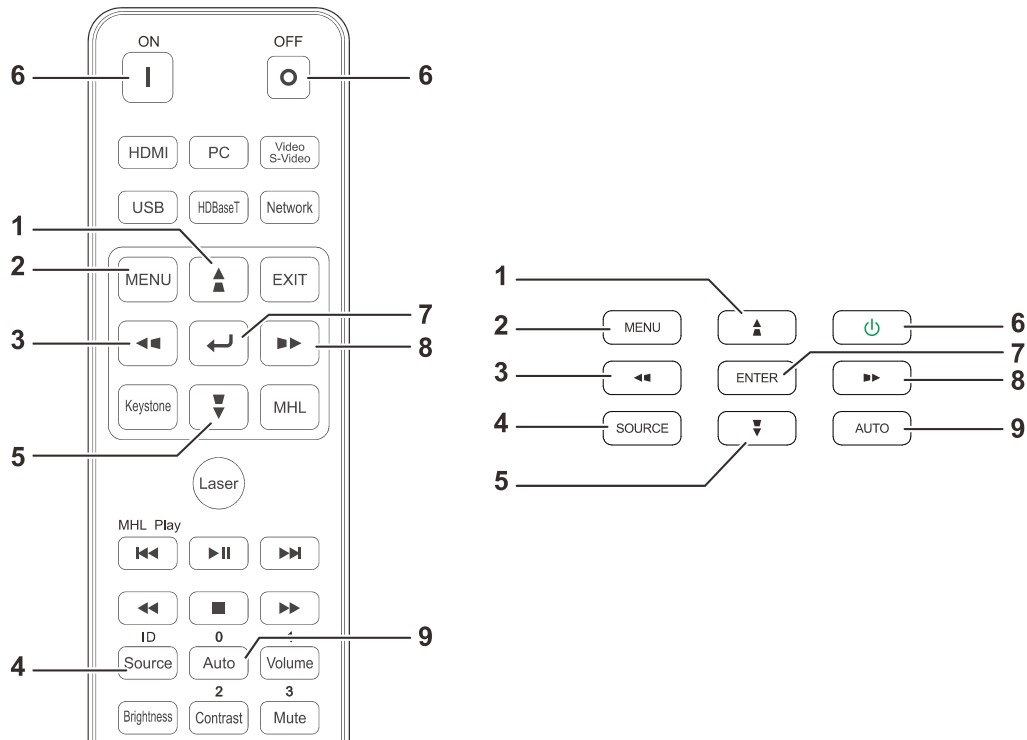 ON OFF
6 6
HDMI PC Video
S-Video
USB HDBaseT Network
1
2 MENU EXIT
3 7
8
Keystone MHL
5
Laser
MHL Play
ID 0
9
4 Source Auto Volume
2 3
Brightness Contrast Mute
1
2 MENU 6
7
3 ENTER 8
4 SOURCE AUTO 9
5